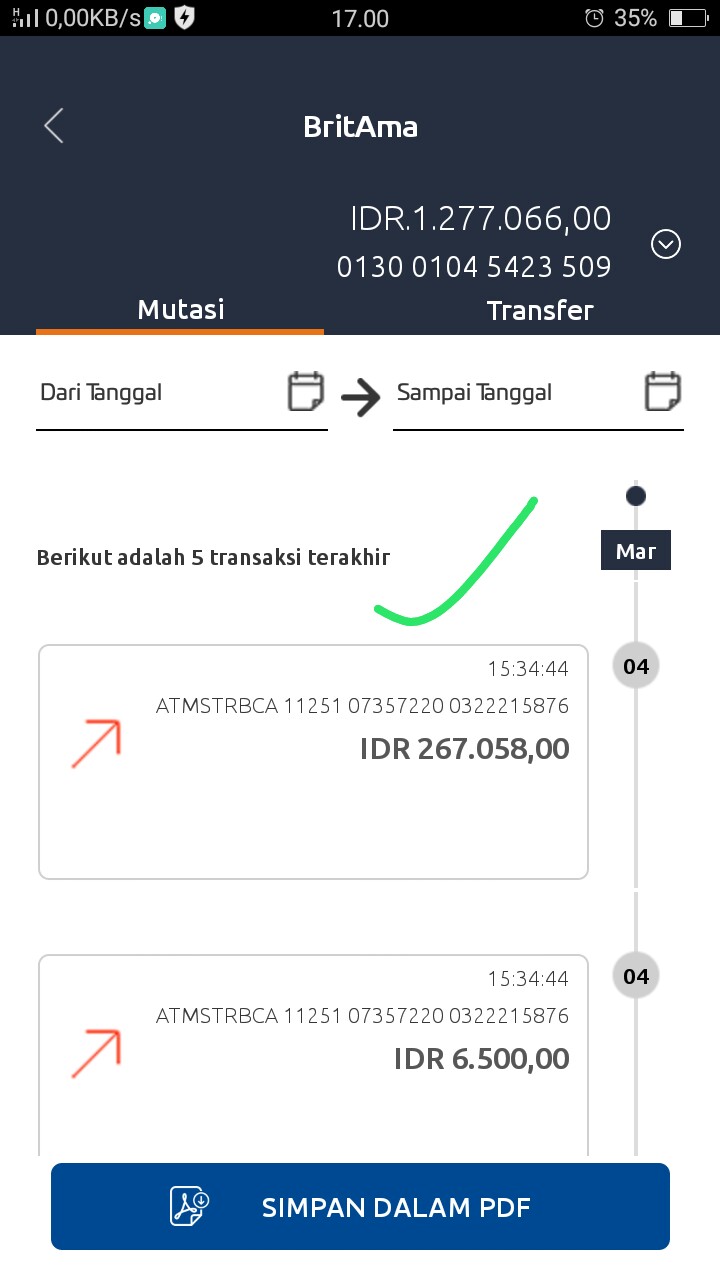 0,00KB/s
17.00
35%
BritAma
IDR.1.277.066,00
0130 0104 5423 509
Mutasi
Transfer
Dari Tanggal
Sampai Tanggal
Mar
Berikut adalah 5 transaksi terakhir
04
15:34:44
ATMSTRBCA 11251 07357220 0322215876
IDR 267.058,00
04
15:34:44
ATMSTRBCA 11251 07357220 0322215876
IDR 6.500,00
SIMPAN DALAM PDF